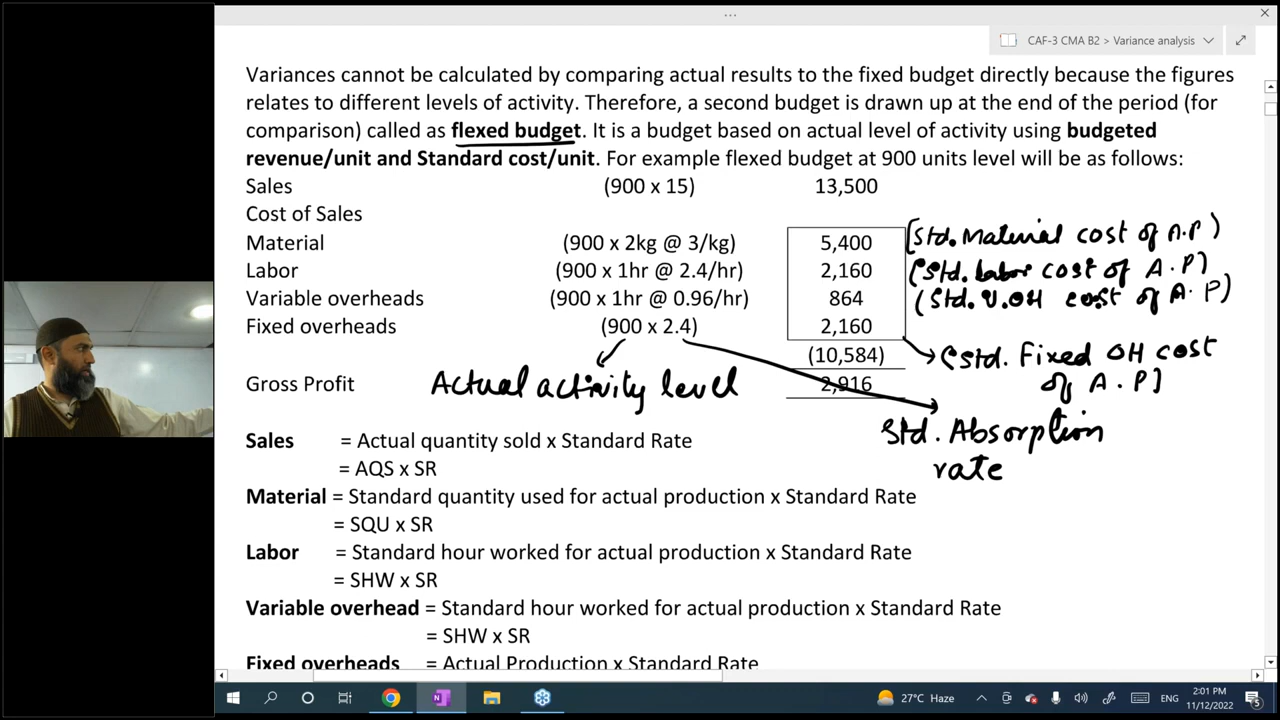 CAF-3 CMA B2 > Variance analysis
Variances cannot be calculated by comparing actual results to the fixed budget directly because the figures
relates to different levels of activity. Therefore, a second budget is drawn up at the end of the period (for
comparison) called as flexed budget. It is a budget based on actual level of activity using budgeted
revenue/unit and Standard cost/unit. For example flexed budget at 900 units level will be as follows:
Sales (900 x 15) 13,500
Cost of Sales
Material (900 x 2kg @ 3/kg) 5,400 [Std. Material cost of A.P)
Labor (900 x 1hr @ 2.4/hr) 2,160 (Std. Labor cost of A.P)
Variable overheads (900 x 1hr @ 0.96/hr) 864 (Std. V.OH cost of A.P)
Fixed overheads (900 x 2.4) 2,160
(10,584) (Std. Fixed OH cost
of A.P]
Gross Profit 2,916
Actual activity level
Std. Absorption
rate
Sales = Actual quantity sold x Standard Rate
= AQS x SR
Material = Standard quantity used for actual production x Standard Rate
= SQU x SR
Labor = Standard hour worked for actual production x Standard Rate
= SHW x SR
Variable overhead = Standard hour worked for actual production x Standard Rate
= SHW x SR
Fixed overheads = Actual Production x Standard Rate
27°C Haze
ENG
2:01 PM
11/12/2022
5